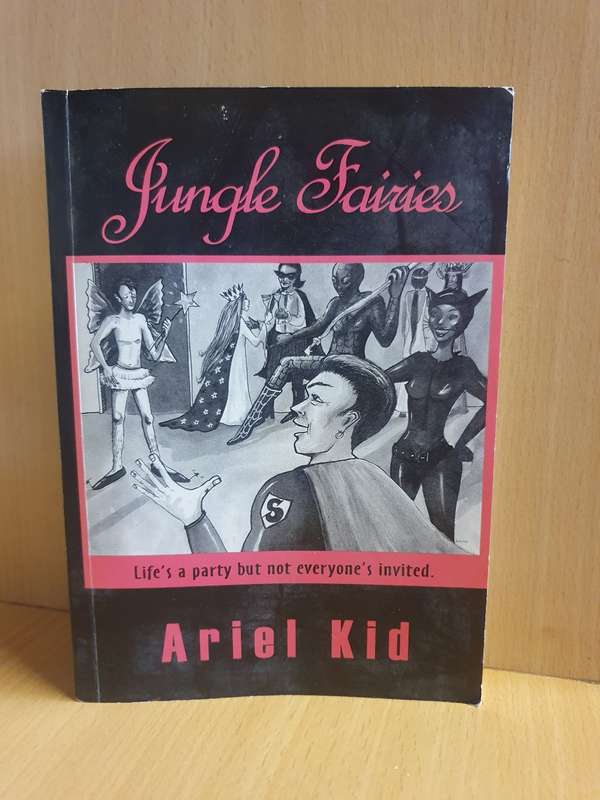 Jungle Fairies
S
Life's a party but not everyone's invited.
Ariel Kid